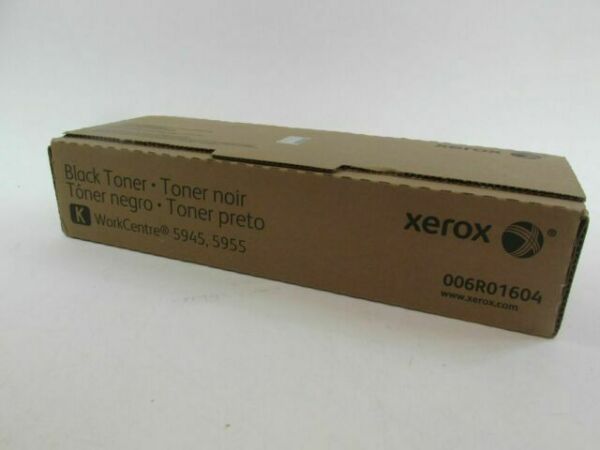 Black Toner • Toner noir
Tóner negro • Toner preto
K WorkCentre® 5945, 5955
xerox ®
006R01604
www.xerox.com